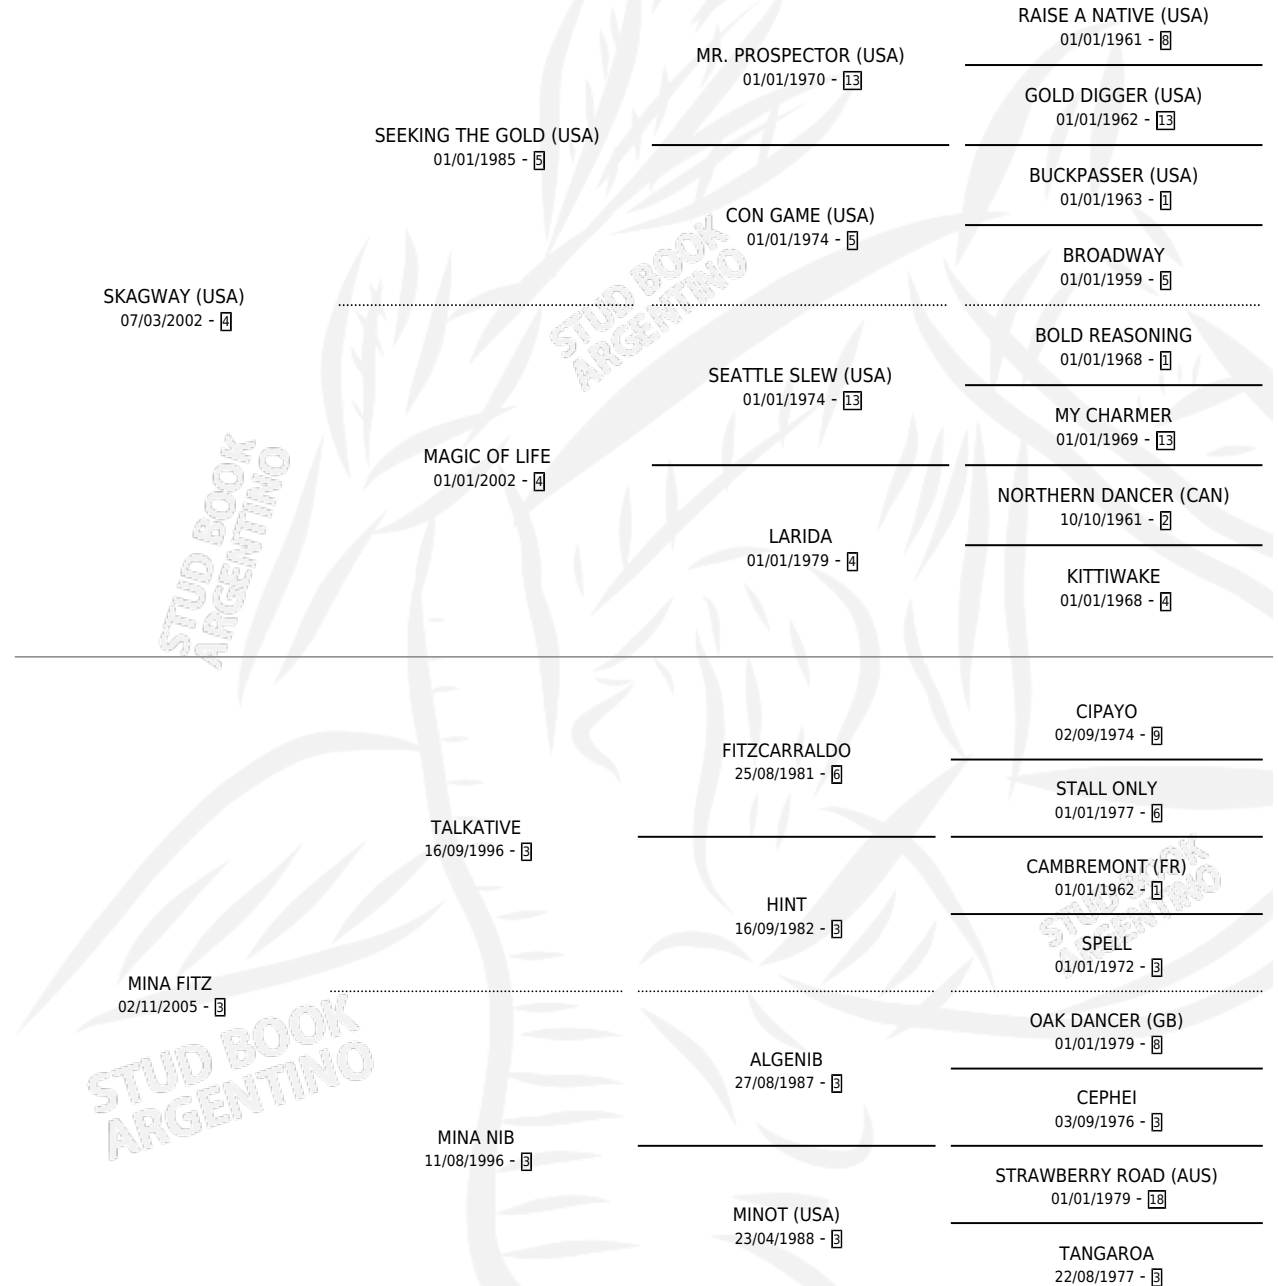 RAISE A NATIVE (USA)
01/01/1961 - 8
MR. PROSPECTOR (USA)
01/01/1970 - 13
GOLD DIGGER (USA)
01/01/1962 - 13
SEEKING THE GOLD (USA)
01/01/1985 - 5
BUCKPASSER (USA)
01/01/1963 - 1
CON GAME (USA)
01/01/1974 - 5
BROADWAY
01/01/1959 - 5
SKAGWAY (USA)
07/03/2002 - 4
STUD BOOK
ARGENTINO
BOLD REASONING
01/01/1968 - 1
SEATTLE SLEW (USA)
01/01/1974 - 13
MY CHARMER
01/01/1969 - 13
MAGIC OF LIFE
01/01/2002 - 4
NORTHERN DANCER (CAN)
10/10/1961 - 2
LARIDA
01/01/1979 - 4
KITTIWAKE
01/01/1968 - 4
STUD BOOK
ARGENTINO
CIPAYO
02/09/1974 - 9
FITZCARRALDO
25/08/1981 - 6
STALL ONLY
01/01/1977 - 6
TALKATIVE
16/09/1996 - 3
CAMBREMONT (FR)
01/01/1962 - 1
HINT
16/09/1982 - 3
SPELL
01/01/1972 - 3
STUD BOOK
ARGENTINO
MINA FITZ
02/11/2005 - 3
OAK DANCER (GB)
01/01/1979 - 8
ALGENIB
27/08/1987 - 3
CEPHEI
03/09/1976 - 3
STUD BOOK
ARGENTINO
MINA NIB
11/08/1996 - 3
STRAWBERRY ROAD (AUS)
01/01/1979 - 18
MINOT (USA)
23/04/1988 - 3
TANGAROA
22/08/1977 - 3